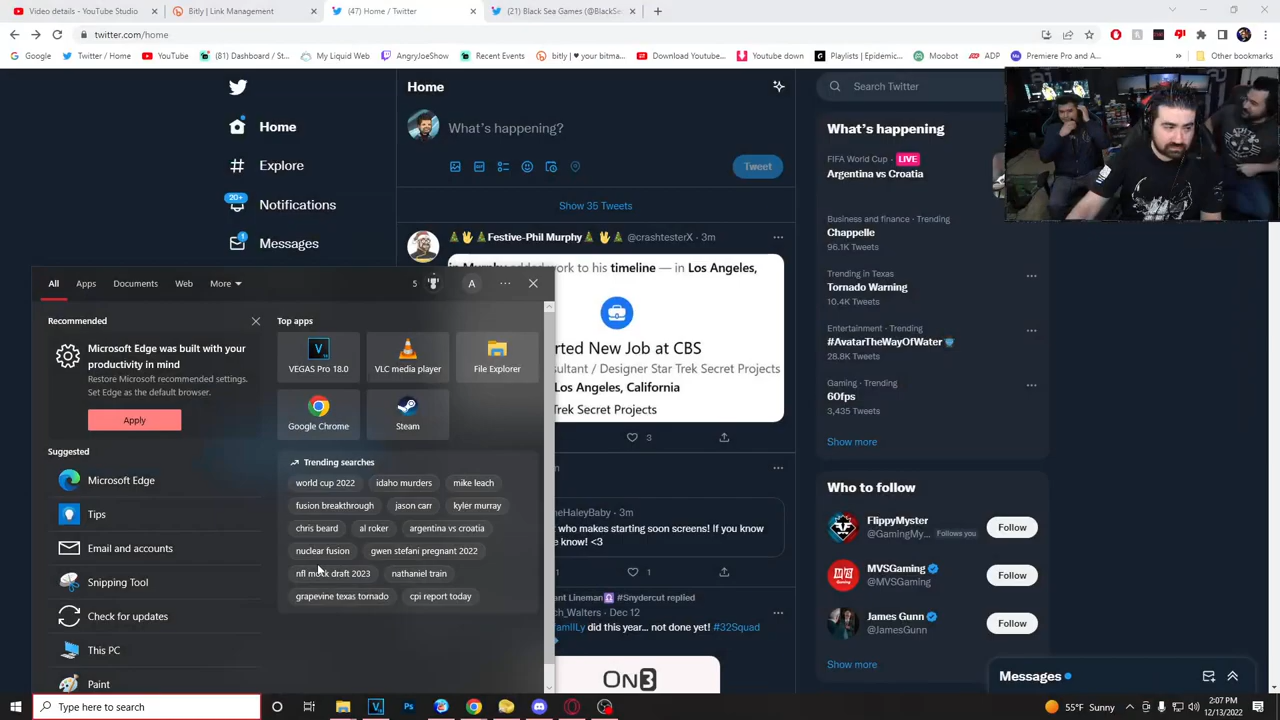 Video details - YouTube Studio
Bitly | Link Management
(47) Home / Twitter
(21) Black Sea Games (@BlackSe
twitter.com/home
Google
Twitter / Home
YouTube
(81) Dashboard / St...
My Liquid Web
AngryJoeShow
Recent Events
bitly | your bitma...
Download Youtube...
Youtube down
Playlists | Epidemic...
Moobot
ADP
Premiere Pro and A...
Other bookmarks
Home
Explore
20+
Notifications
1
Messages
Home
What's happening?
Tweet
Show 35 Tweets
Festive-Phil Murphy
@crashtesterX · 3m
work to his timeline — in Los Angeles,
rted New Job at CBS
sultant / Designer Star Trek Secret Projects
Los Angeles, California
Trek Secret Projects
3
neHaleyBaby · 3m
who makes starting soon screens! If you know
e know! <3
1
#Snydercut replied
_Walters · Dec 12
did this year... not done yet! #32Squad
On3
Search Twitter
What's happening
FIFA World Cup · LIVE
Argentina vs Croatia
Business and finance · Trending
Chappelle
96.1K Tweets
Trending in Texas
Tornado Warning
10.4K Tweets
Entertainment · Trending
#AvatarTheWayOfWater
28.8K Tweets
Gaming · Trending
60fps
3,435 Tweets
Show more
Who to follow
FlippyMyster
@GamingMy...
Follows you
Follow
MVSGaming
@MVSGaming
Follow
James Gunn
@JamesGunn
Follow
Show more
Messages
All
Apps
Documents
Web
More
5
A
Recommended
Microsoft Edge was built with your
productivity in mind
Restore Microsoft recommended settings.
Set Edge as the default browser.
Apply
Suggested
Microsoft Edge
Tips
Email and accounts
Snipping Tool
Check for updates
This PC
Paint
Top apps
VEGAS Pro 18.0
VLC media player
File Explorer
Google Chrome
Steam
Trending searches
world cup 2022
idaho murders
mike leach
fusion breakthrough
jason carr
kyler murray
chris beard
al roker
argentina vs croatia
nuclear fusion
gwen stefani pregnant 2022
nfl mock draft 2023
nathaniel train
grapevine texas tornado
cpi report today
Type here to search
55°F Sunny
2:07 PM
12/13/2022